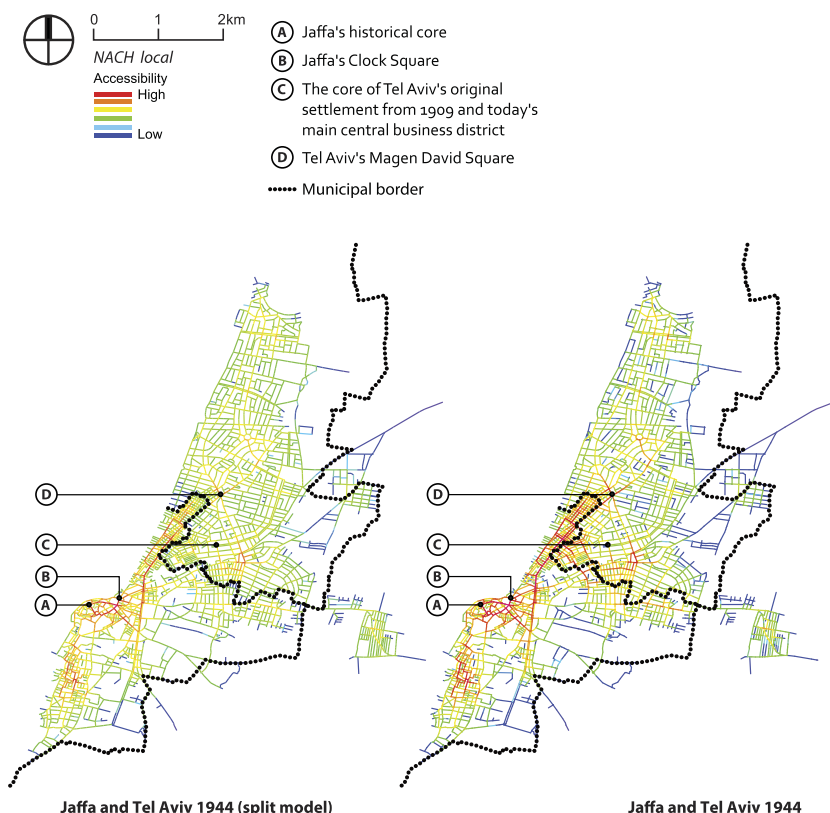 0 1 2km
NACH local
Accessibility
High
Low
A Jaffa's historical core
B Jaffa's Clock Square
C The core of Tel Aviv's original
settlement from 1909 and today's
main central business district
D Tel Aviv's Magen David Square
Municipal border
D D
C C
B B
A A
Jaffa and Tel Aviv 1944 (split model) Jaffa and Tel Aviv 1944